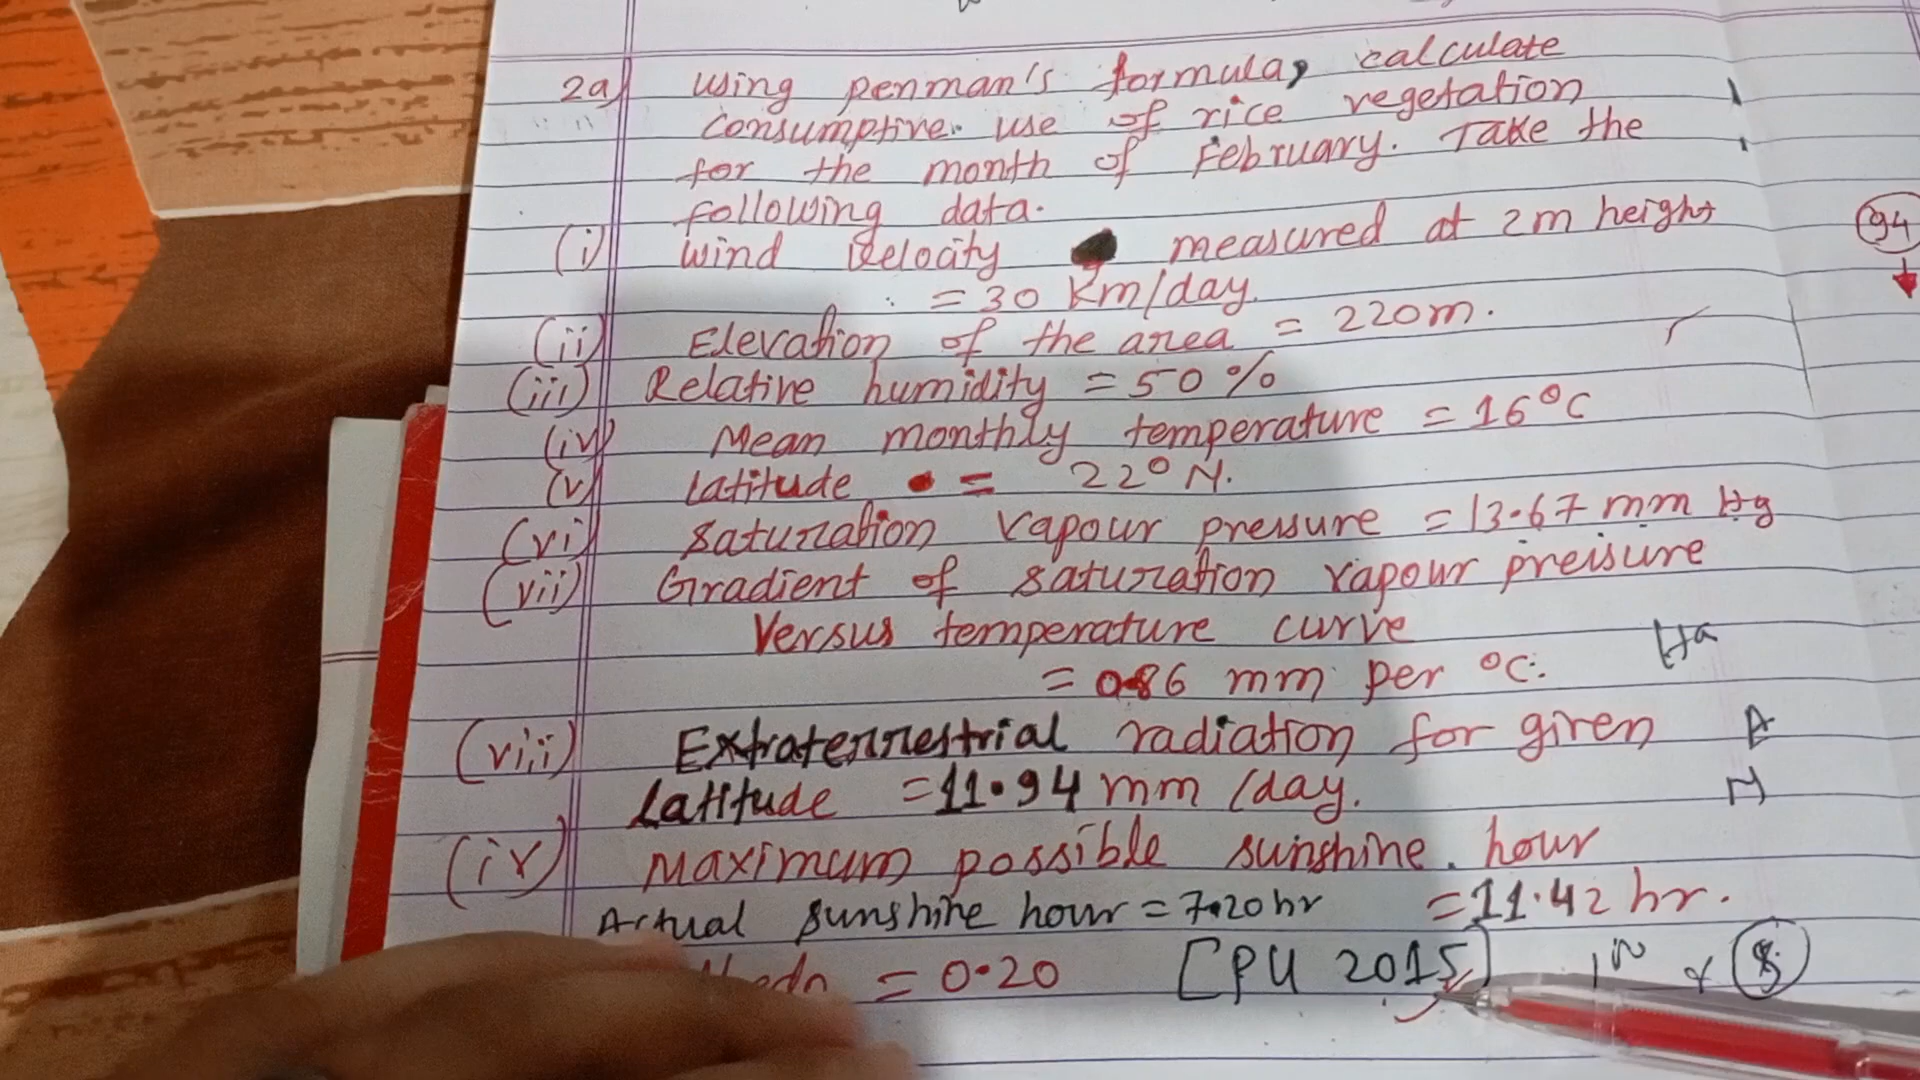 2a) Using penman's formula, calculate
consumptive use of rice vegetation
for the month of February. Take the
following data.
(i) Wind velocity measured at 2m height
= 30 km/day.
(ii) Elevation of the area = 220m.
(iii) Relative humidity = 50%
(iv) Mean monthly temperature = 16°C
(v) Latitude = 22°N.
(vi) Saturation vapour pressure = 13.67 mm Hg
(vii) Gradient of saturation vapour pressure
versus temperature curve
= 0.86 mm per °C.
(viii) Extraterrestrial radiation for given
Latitude = 11.94 mm /day.
(ix) Maximum possible sunshine hour
= 11.42 hr.
Actual sunshine hour = 7.20 hr
= 0.20 [PU 2015]
94
Ha
A
N